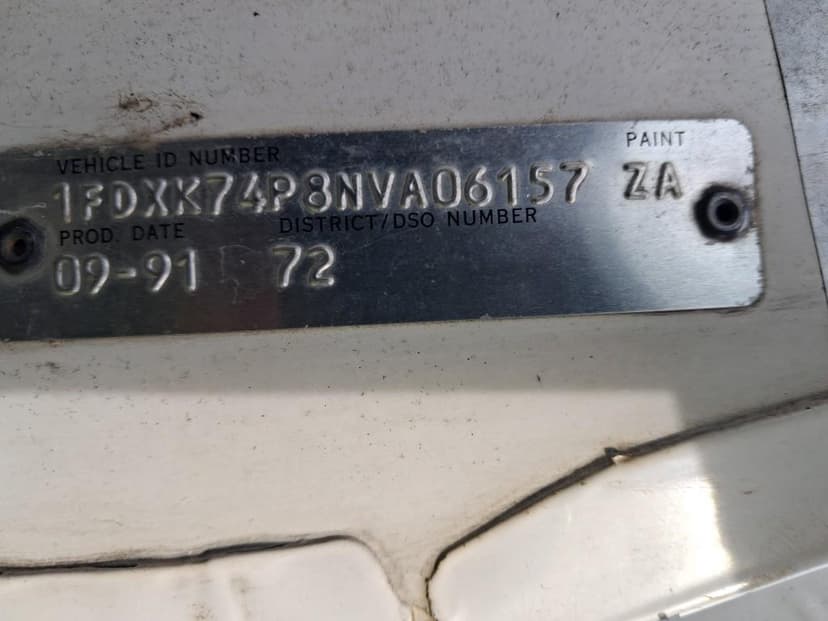 VEHICLE ID NUMBER PAINT
1FDXK74P8NVA06157 ZA
PROD. DATE DISTRICT/DSO NUMBER
09-91 72